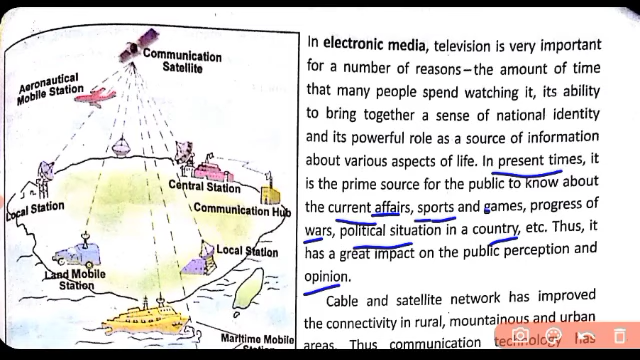 Communication
Satellite
Aeronautical
Mobile Station
Central Station
Local Station
Communication Hub
Local Station
Land Mobile
Station
Maritime Mobile
In electronic media, television is very important
for a number of reasons – the amount of time
that many people spend watching it, its ability
to bring together a sense of national identity
and its powerful role as a source of information
about various aspects of life. In present times, it
is the prime source for the public to know about
the current affairs, sports and games, progress of
wars, political situation in a country, etc. Thus, it
has a great impact on the public perception and
opinion.
Cable and satellite network has improved
the connectivity in rural, mountainous and urban
areas. Thus communication technology has